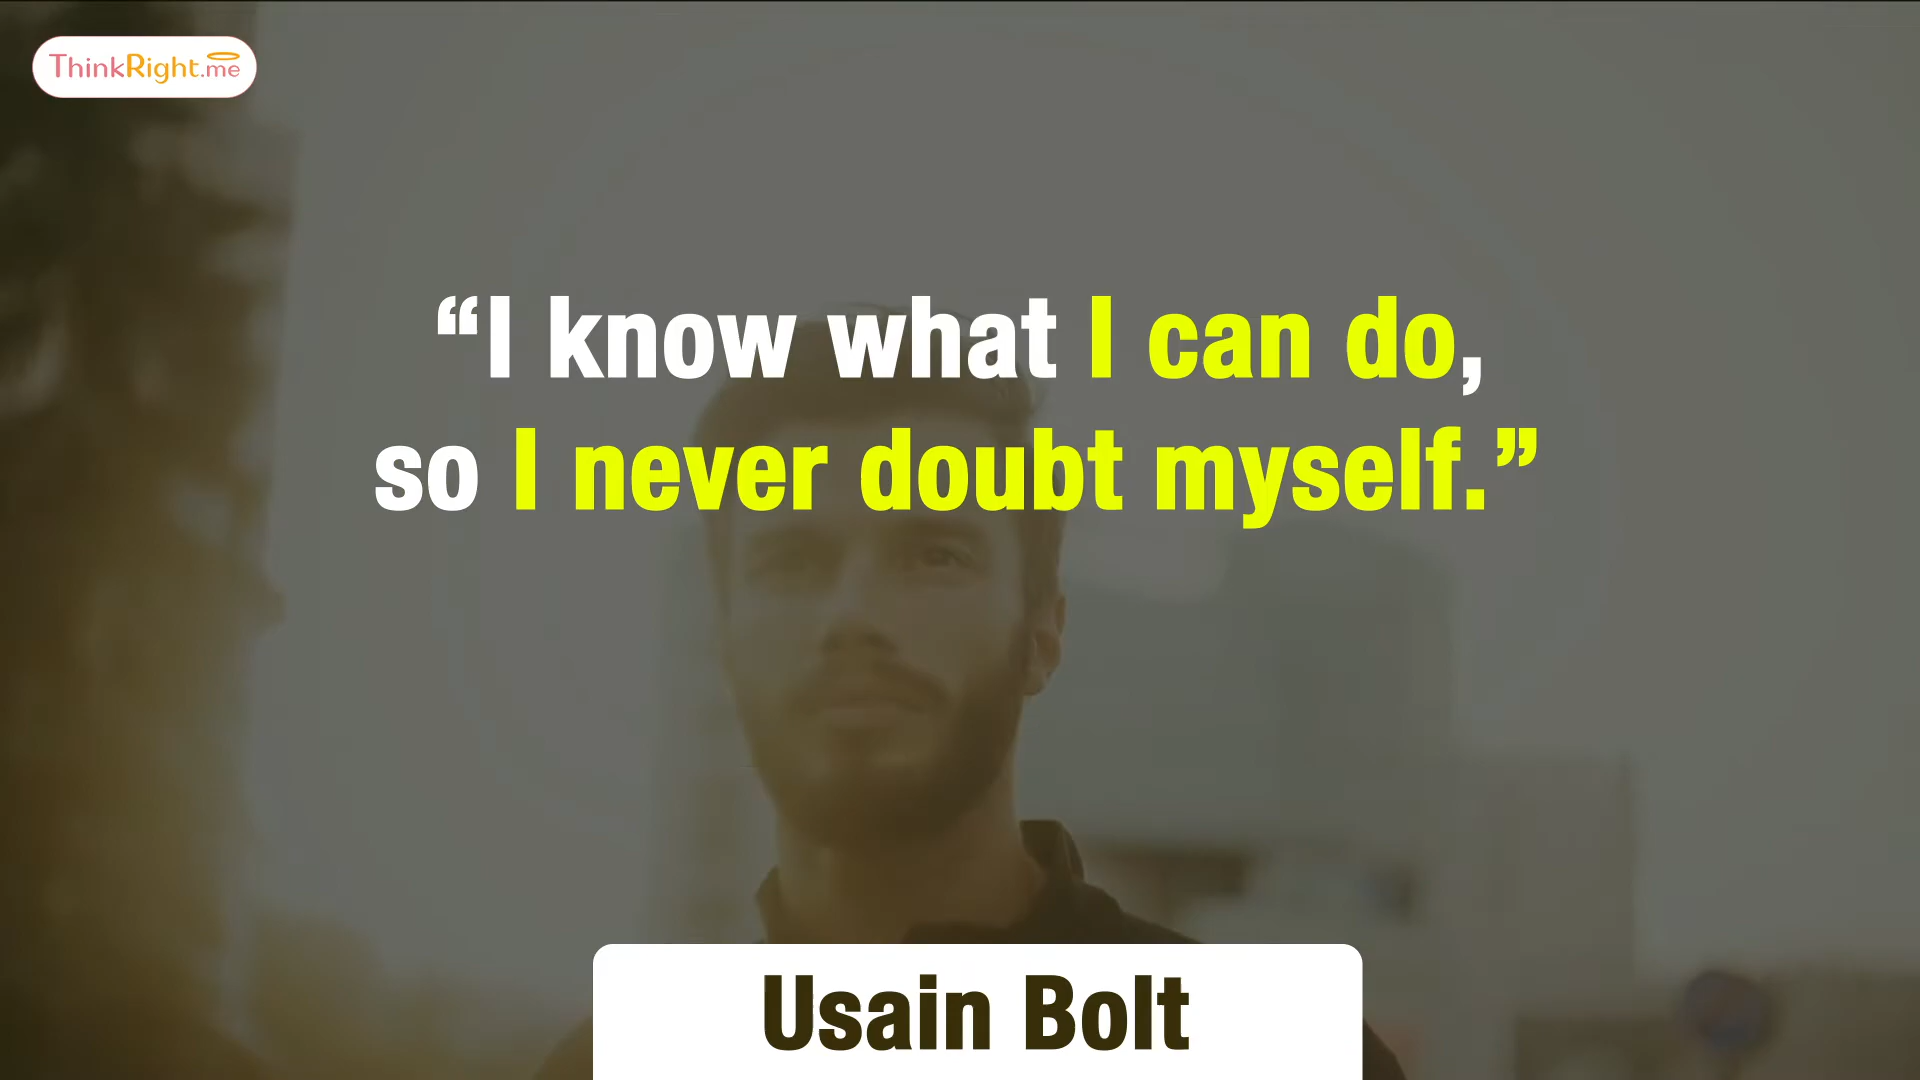 ThinkRight.me
“I know what I can do,
so I never doubt myself.”
Usain Bolt